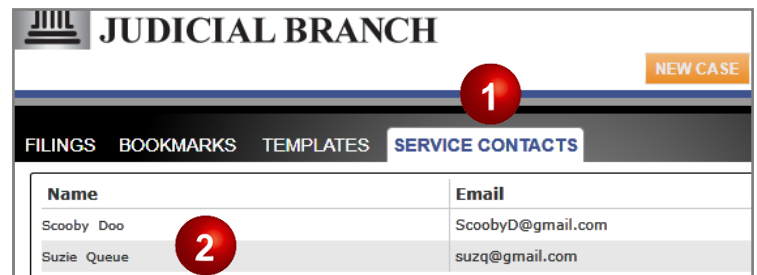 JUDICIAL BRANCH
NEW CASE
1
FILINGS BOOKMARKS TEMPLATES SERVICE CONTACTS
Name Email
Scooby Doo ScoobyD@gmail.com
2
Suzie Queue suzq@gmail.com